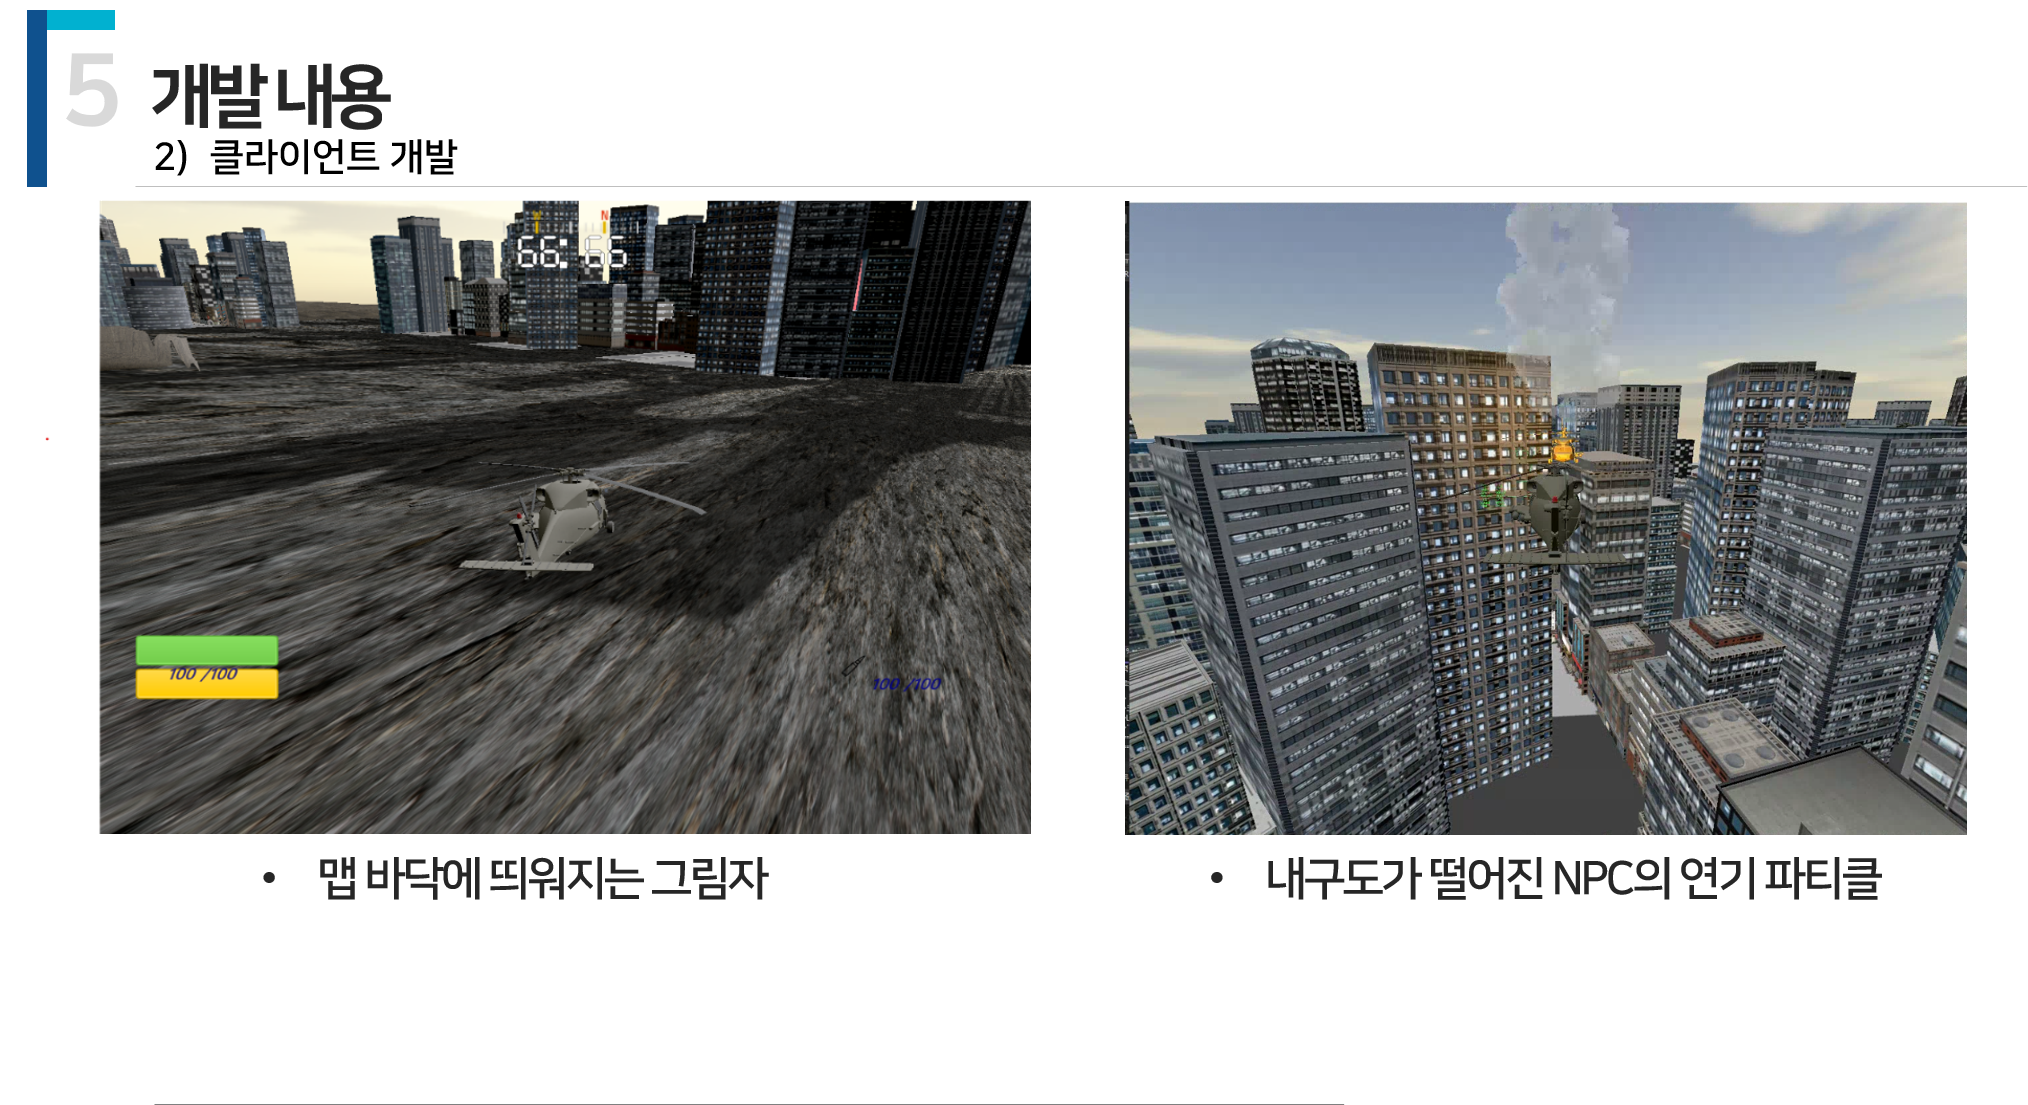 5
개발 내용
2) 클라이언트 개발
W N
66:66
100 /100
100 /100
• 맵 바닥에 띄워지는 그림자
• 내구도가 떨어진 NPC의 연기 파티클